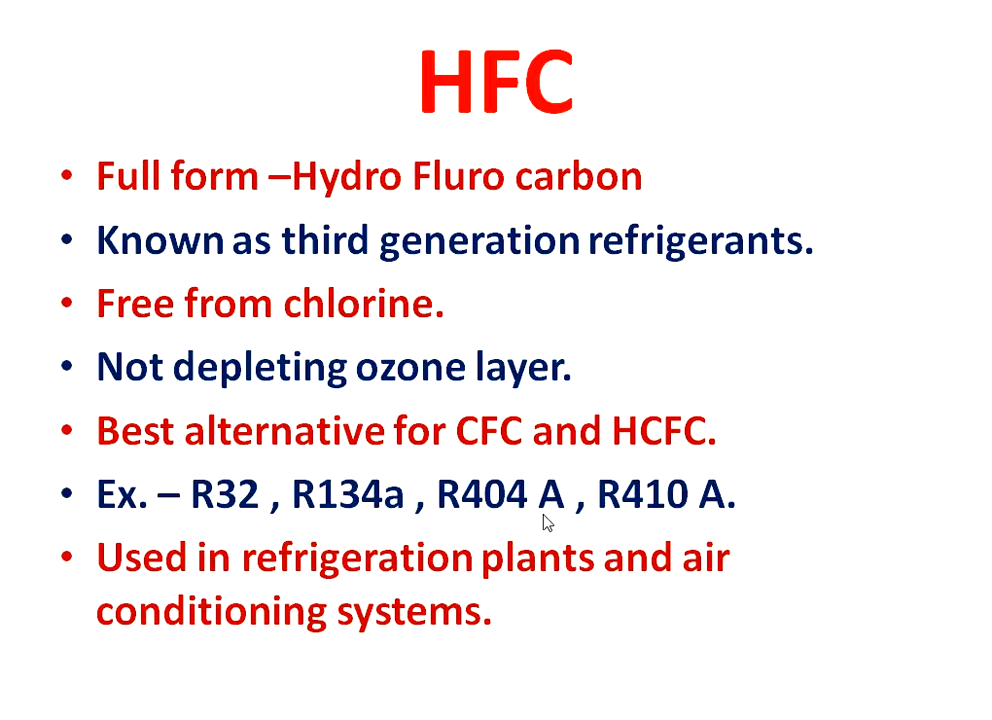 HFC
• Full form –Hydro Fluro carbon
• Known as third generation refrigerants.
• Free from chlorine.
• Not depleting ozone layer.
• Best alternative for CFC and HCFC.
• Ex. – R32 , R134a , R404 A , R410 A.
• Used in refrigeration plants and air
conditioning systems.